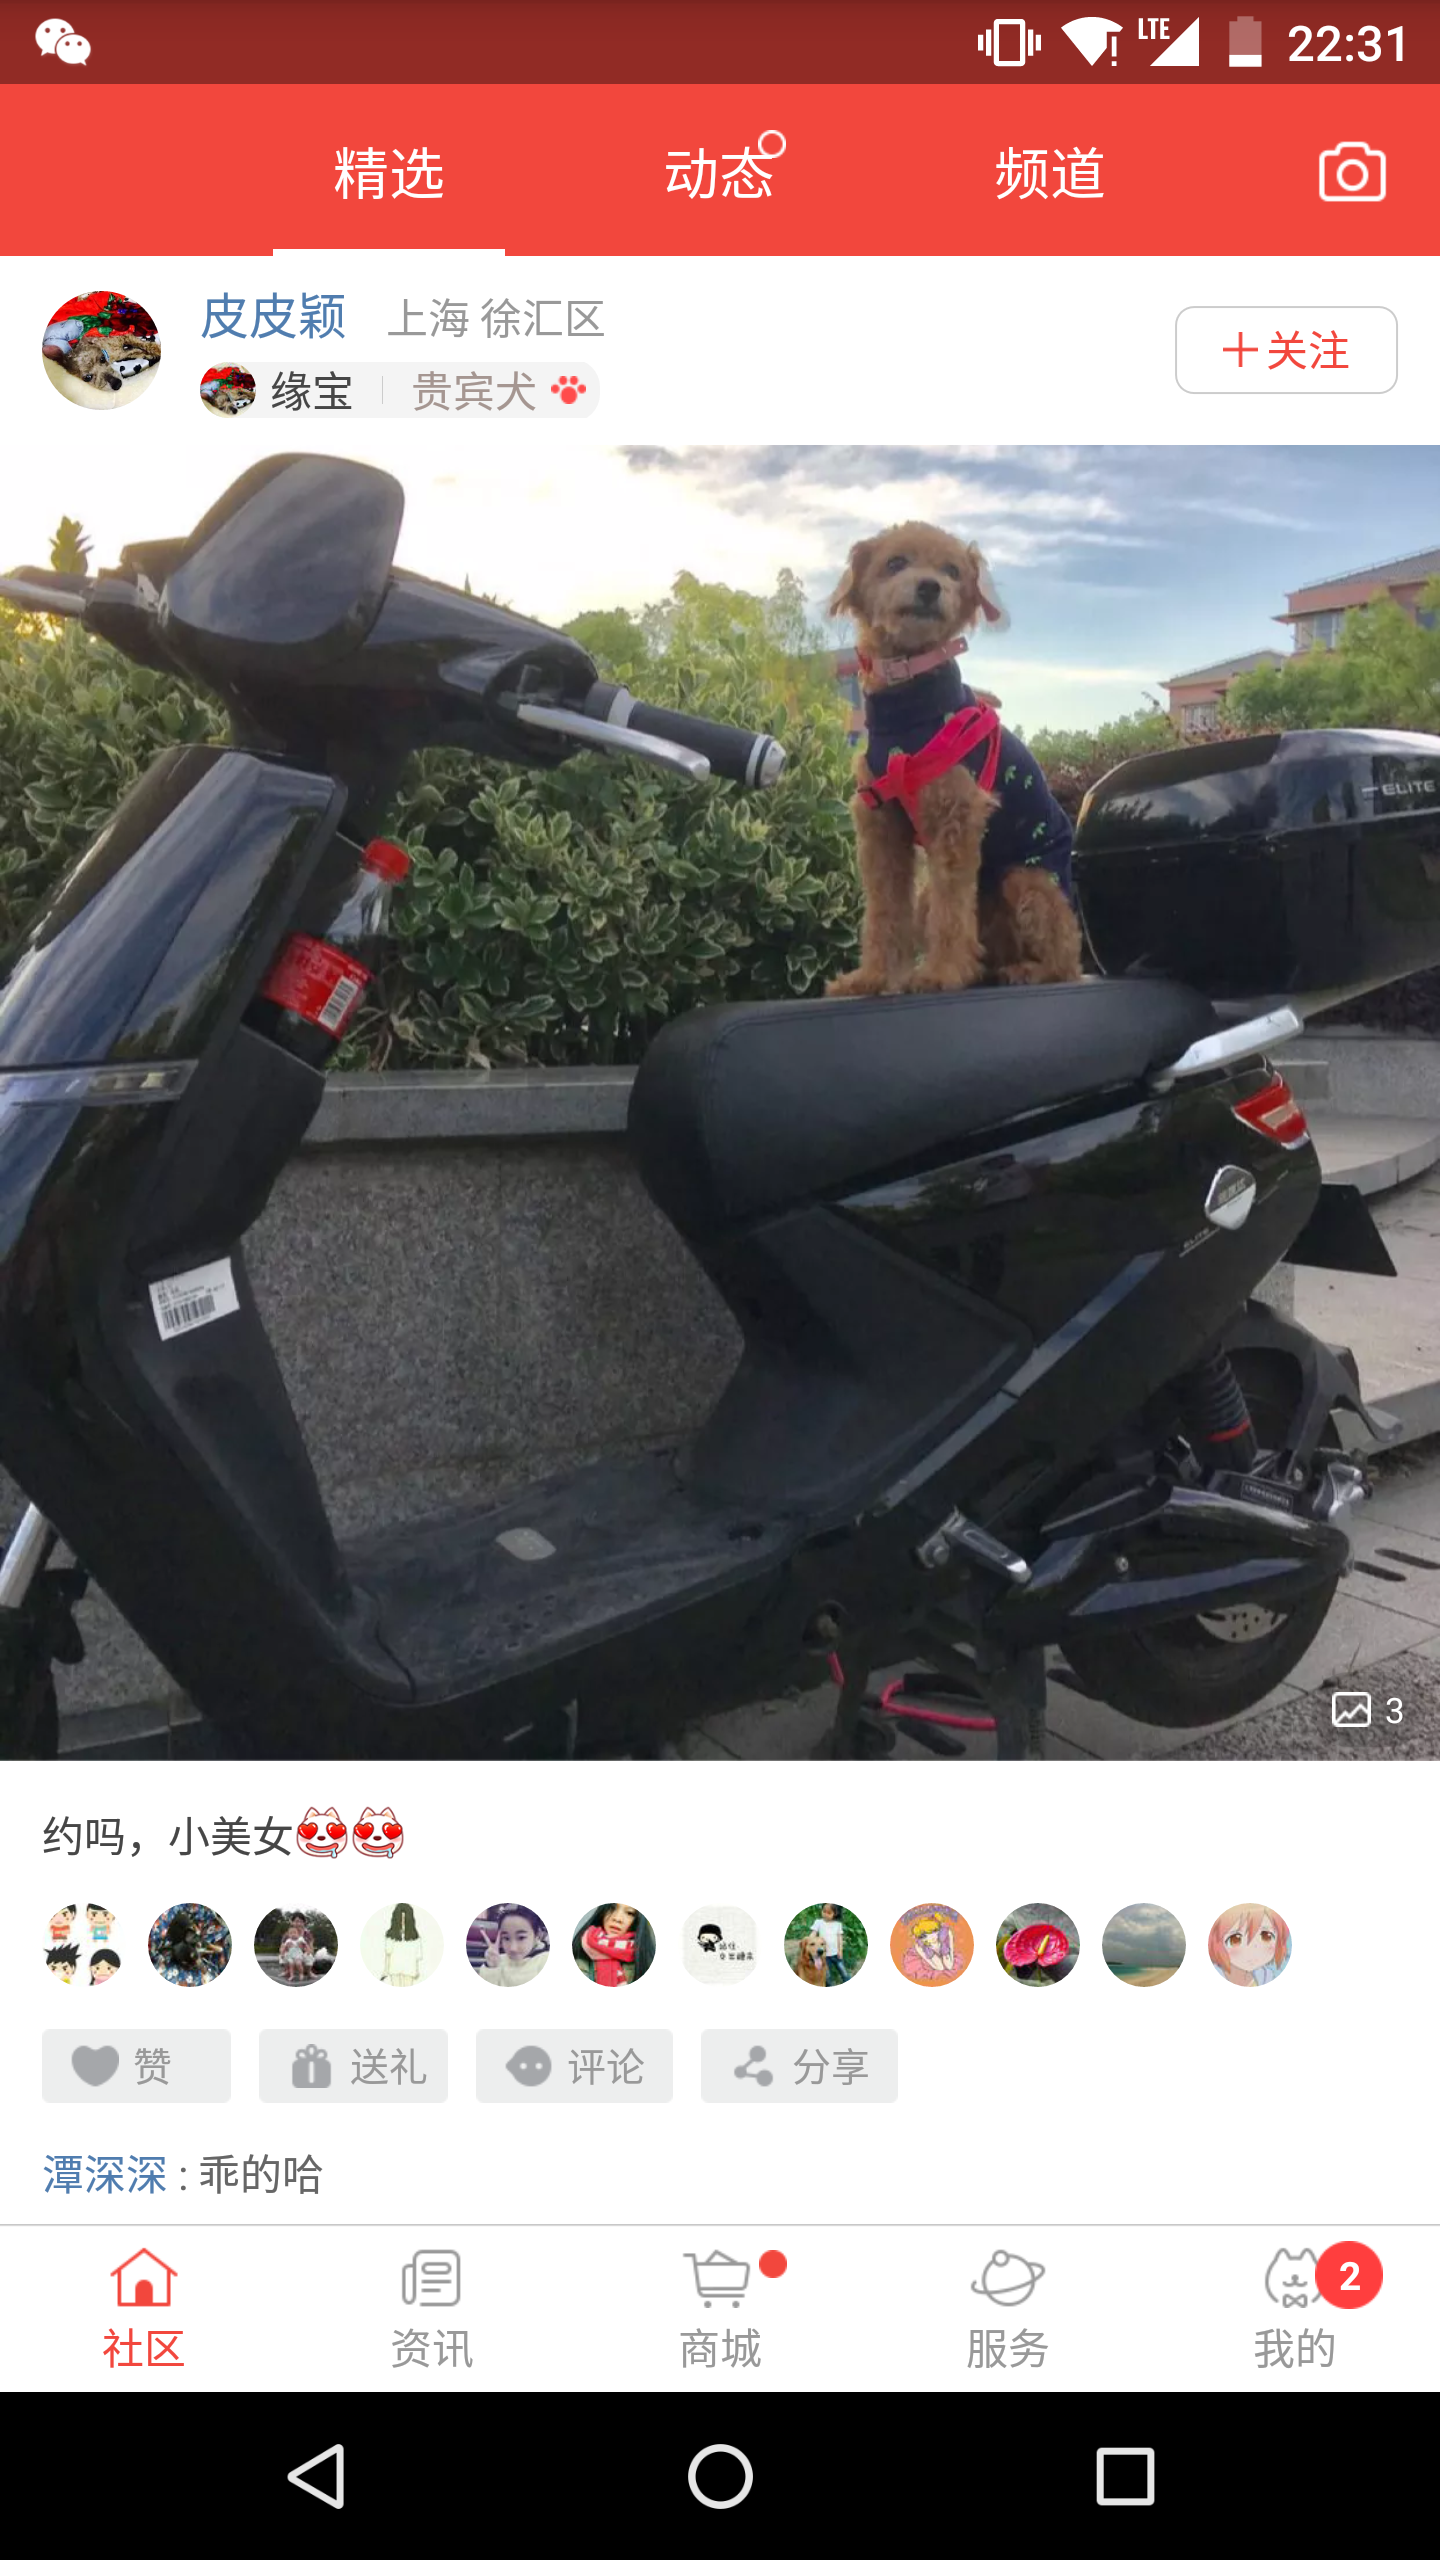 LTE 22:31
精选 动态 频道
皮皮颖 上海 徐汇区
缘宝 贵宾犬
关注
ELITE
3
约吗，小美女
赞 送礼 评论 分享
潭深深 : 乖的哈
2
社区 资讯 商城 服务 我的